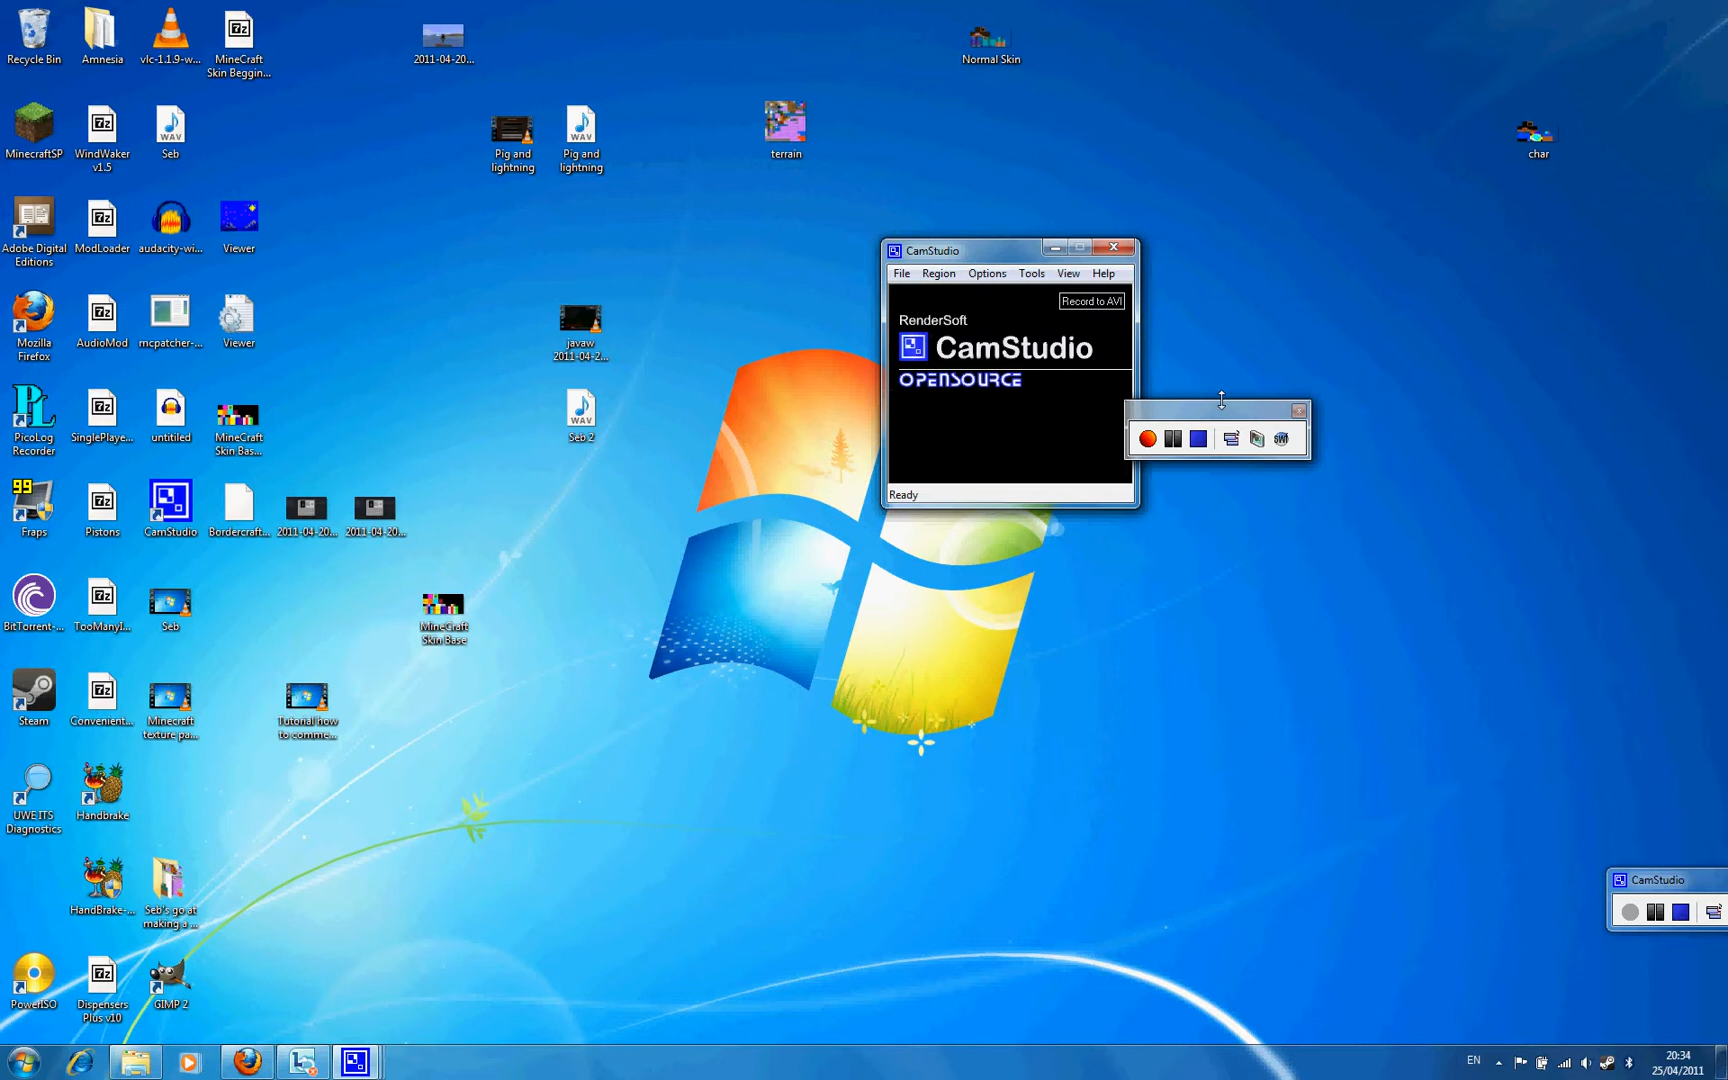 Recycle Bin
Amnesia
vlc-1.1.9-w...
MineCraft
Skin Beggin...
2011-04-20...
Normal Skin
MinecraftSP
WindWaker
v1.5
WAV
Seb
Pig and
lightning
WAV
Pig and
lightning
terrain
char
Adobe Digital
Editions
ModLoader
audacity-wi...
Viewer
Mozilla
Firefox
AudioMod
mcpatcher-...
Viewer
javaw
2011-04-2...
PicoLog
Recorder
SinglePlaye...
untitled
MineCraft
Skin Bas...
WAV
Seb 2
99
Fraps
Pistons
CamStudio
Bordercraft...
2011-04-20...
2011-04-20...
BitTorrent-...
TooManyI...
Seb
MineCraft
Skin Base
Steam
Convenient...
Minecraft
texture pa...
Tutorial how
to comme...
UWE ITS
Diagnostics
Handbrake
HandBrake-...
Seb's go at
making a ...
PowerISO
Dispensers
Plus v10
GIMP 2
CamStudio
File Region Options Tools View Help
Record to AVI
RenderSoft
CamStudio
OPENSOURCE
Ready
SWF
CamStudio
EN
20:34
25/04/2011